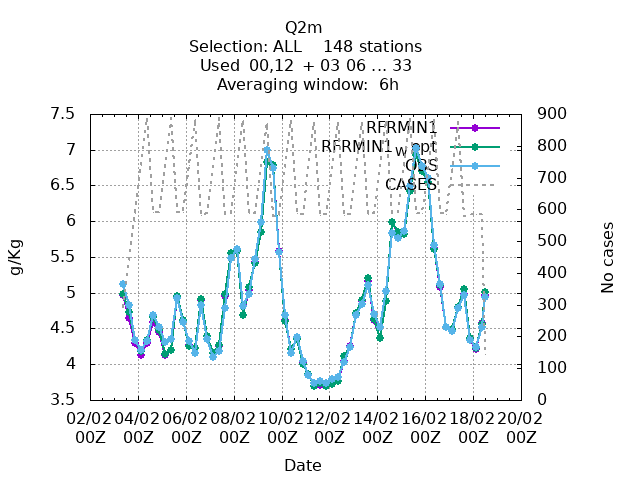 Q2m
Selection: ALL 148 stations
Used 00,12 + 03 06 ... 33
Averaging window: 6h
7.5
7
6.5
6
5.5
5
4.5
4
3.5
g/Kg
RFRMIN1
RFRMIN1w_opt
OBS
CASES
900
800
700
600
500
400
300
200
100
0
No cases
02/02 04/02 06/02 08/02 10/02 12/02 14/02 16/02 18/02 20/02
00Z 00Z 00Z 00Z 00Z 00Z 00Z 00Z 00Z 00Z
Date